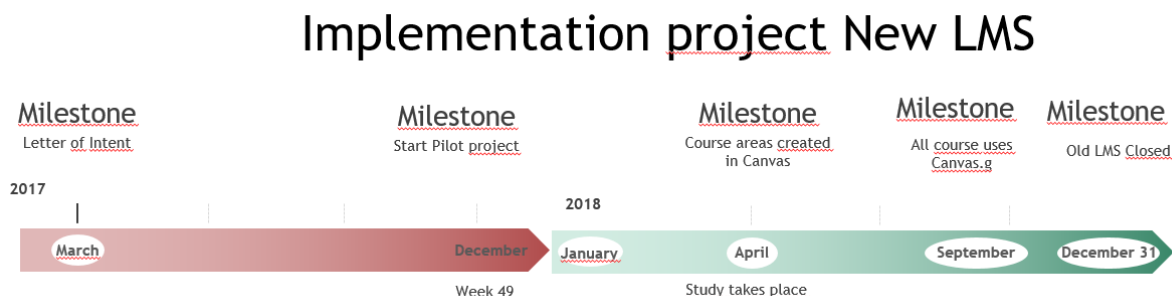 Implementation project New LMS
Milestone
Letter of Intent
Milestone
Start Pilot project
Milestone
Course areas created
in Canvas
Milestone
All course uses
Canvas.g
Milestone
Old LMS Closed
2017
2018
March
December
January
April
September
December 31
Week 49
Study takes place